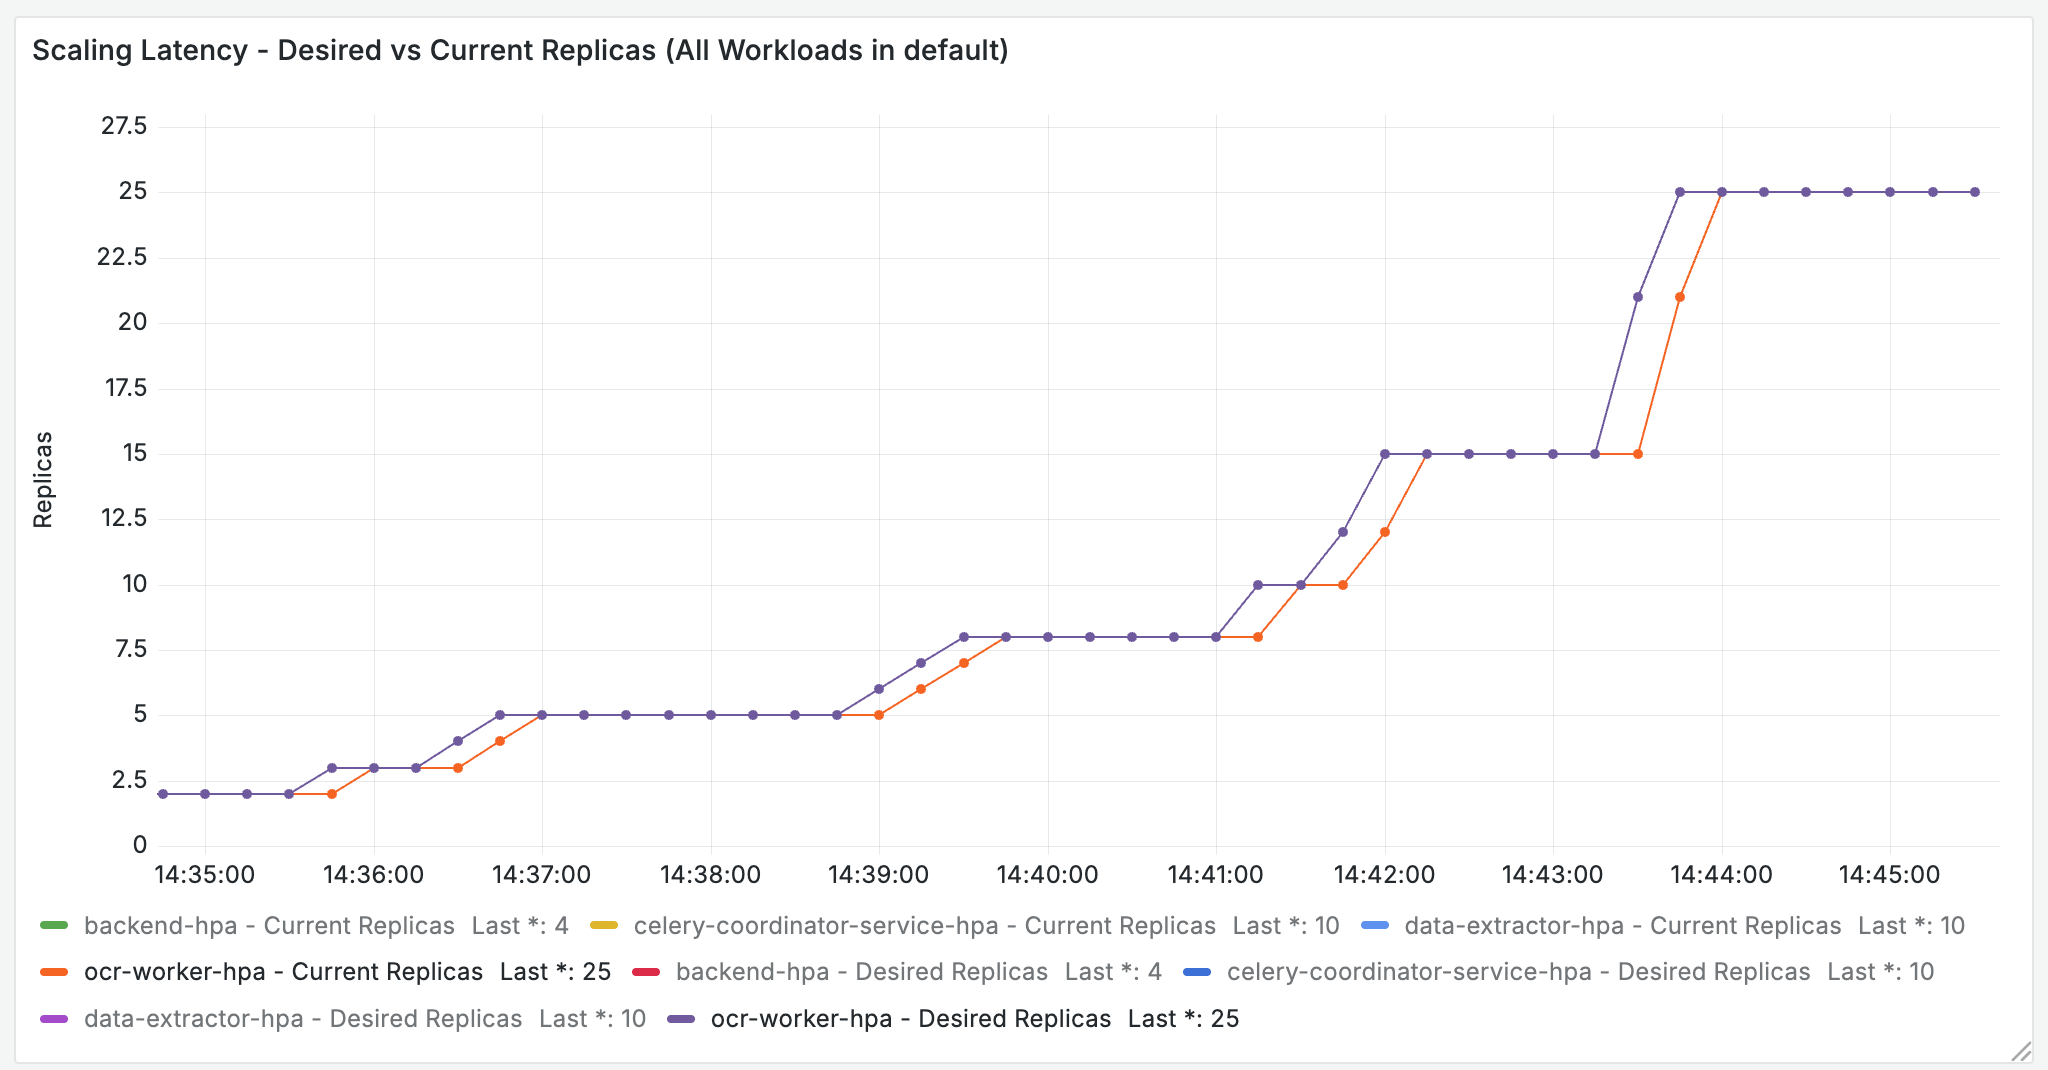 Scaling Latency - Desired vs Current Replicas (All Workloads in default)
27.5
25
22.5
20
17.5
15
12.5
10
7.5
5
2.5
0
Replicas
14:35:00 14:36:00 14:37:00 14:38:00 14:39:00 14:40:00 14:41:00 14:42:00 14:43:00 14:44:00 14:45:00
backend-hpa - Current Replicas Last *: 4 celery-coordinator-service-hpa - Current Replicas Last *: 10 data-extractor-hpa - Current Replicas Last *: 10
ocr-worker-hpa - Current Replicas Last *: 25 backend-hpa - Desired Replicas Last *: 4 celery-coordinator-service-hpa - Desired Replicas Last *: 10
data-extractor-hpa - Desired Replicas Last *: 10 ocr-worker-hpa - Desired Replicas Last *: 25